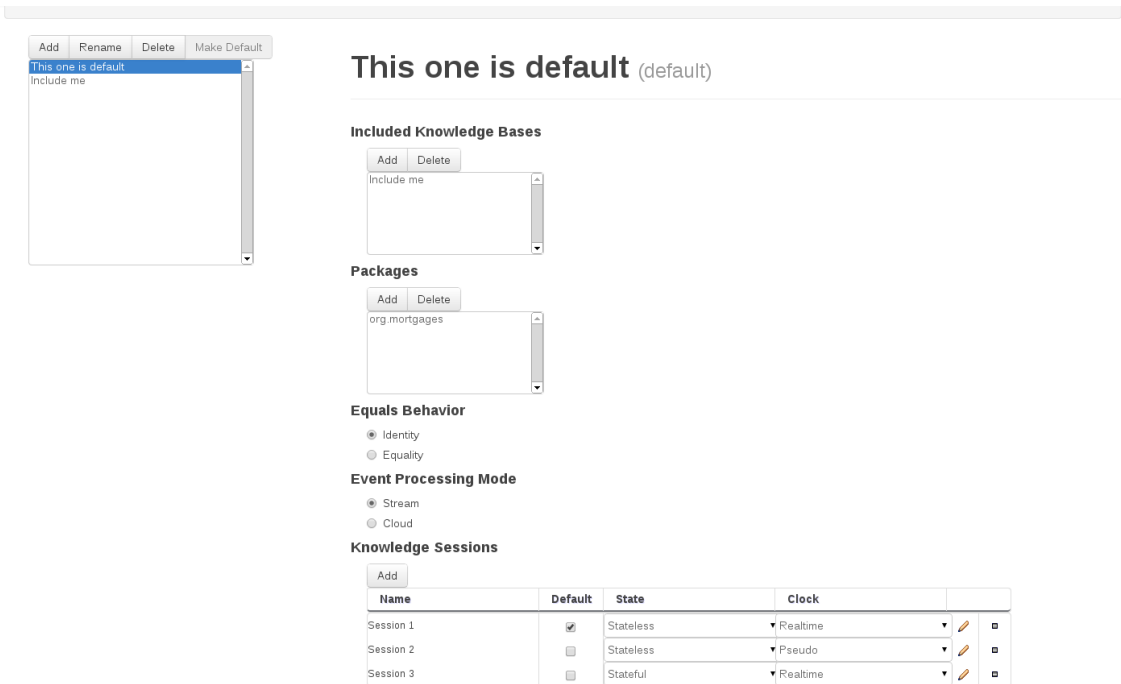 Add Rename Delete Make Default
This one is default
Include me
This one is default (default)
Included Knowledge Bases
Add Delete
Include me
Packages
Add Delete
org.mortgages
Equals Behavior
Identity
Equality
Event Processing Mode
Stream
Cloud
Knowledge Sessions
Add
Name Default State Clock
Session 1 Stateless Realtime
Session 2 Stateless Pseudo
Session 3 Stateful Realtime